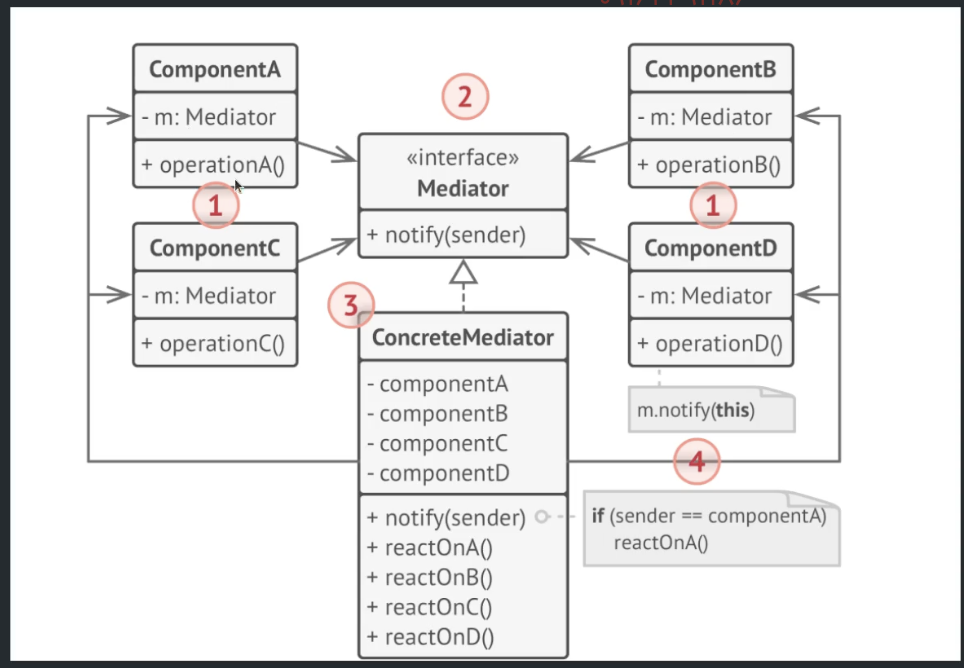 ComponentA
- m: Mediator
+ operationA()
1
ComponentC
- m: Mediator
+ operationC()
2
«interface»
Mediator
+ notify(sender)
3
ConcreteMediator
- componentA
- componentB
- componentC
- componentD
+ notify(sender)
+ reactOnA()
+ reactOnB()
+ reactOnC()
+ reactOnD()
ComponentB
- m: Mediator
+ operationB()
1
ComponentD
- m: Mediator
+ operationD()
m.notify(this)
4
if (sender == componentA)
reactOnA()